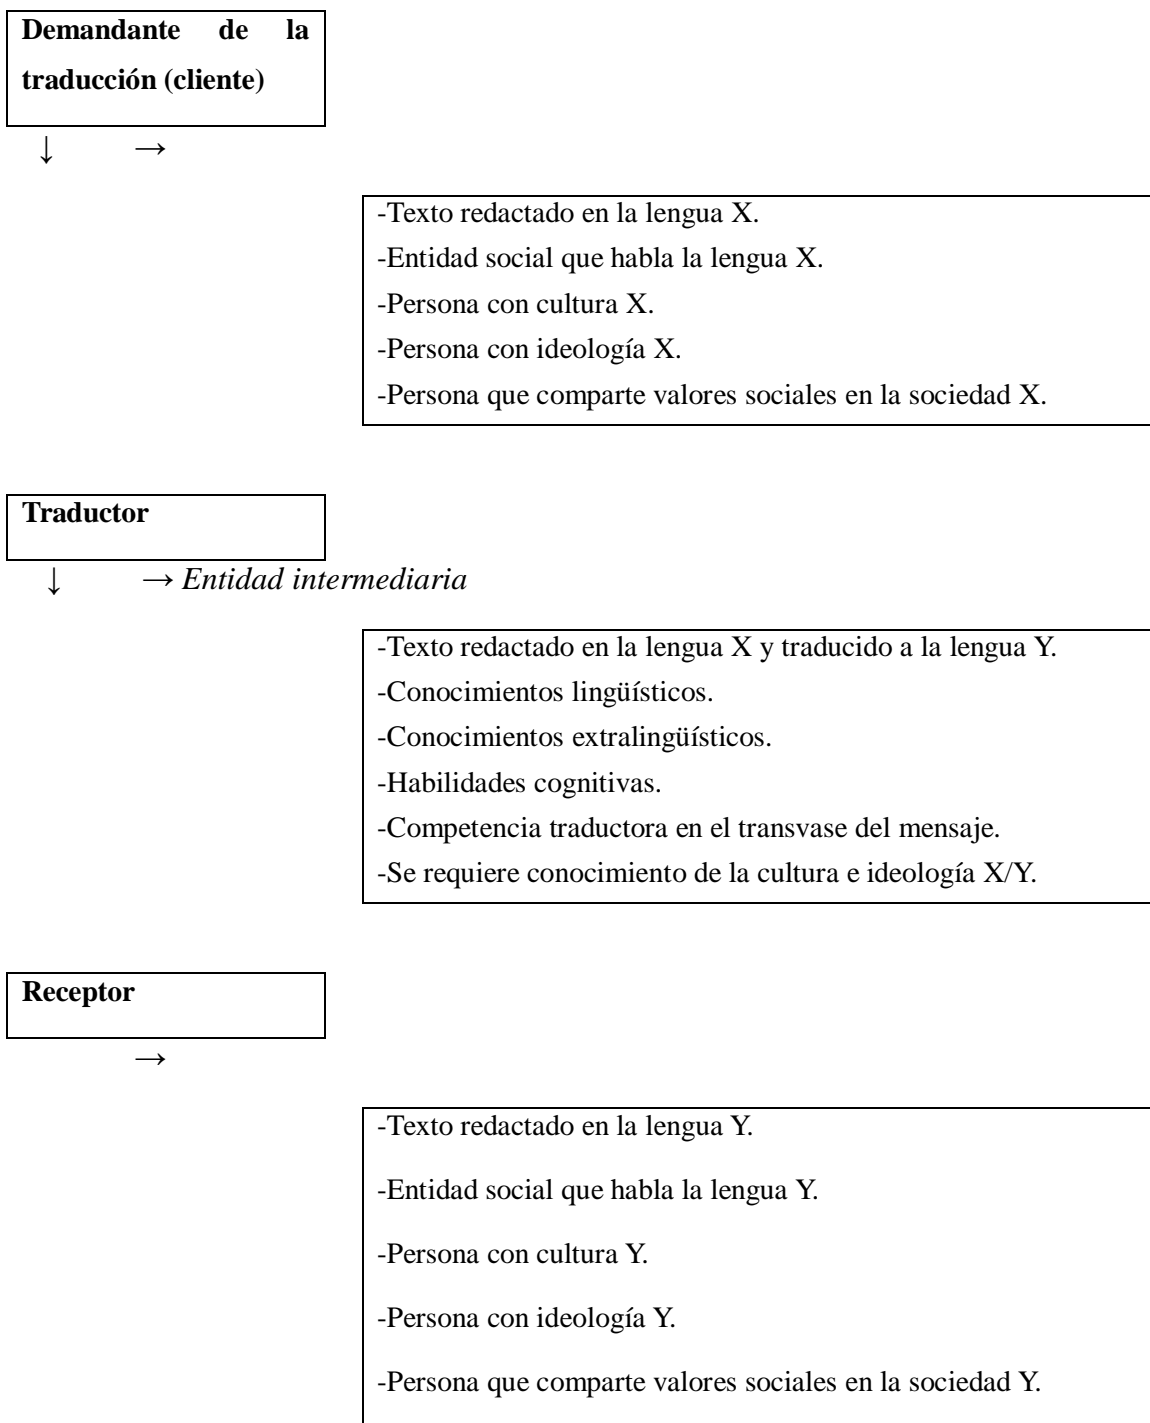 Demandante de la
traducción (cliente)
↓ →
-Texto redactado en la lengua X.
-Entidad social que habla la lengua X.
-Persona con cultura X.
-Persona con ideología X.
-Persona que comparte valores sociales en la sociedad X.
Traductor
↓ → Entidad intermediaria
-Texto redactado en la lengua X y traducido a la lengua Y.
-Conocimientos lingüísticos.
-Conocimientos extralingüísticos.
-Habilidades cognitivas.
-Competencia traductora en el transvase del mensaje.
-Se requiere conocimiento de la cultura e ideología X/Y.
Receptor
→
-Texto redactado en la lengua Y.
-Entidad social que habla la lengua Y.
-Persona con cultura Y.
-Persona con ideología Y.
-Persona que comparte valores sociales en la sociedad Y.